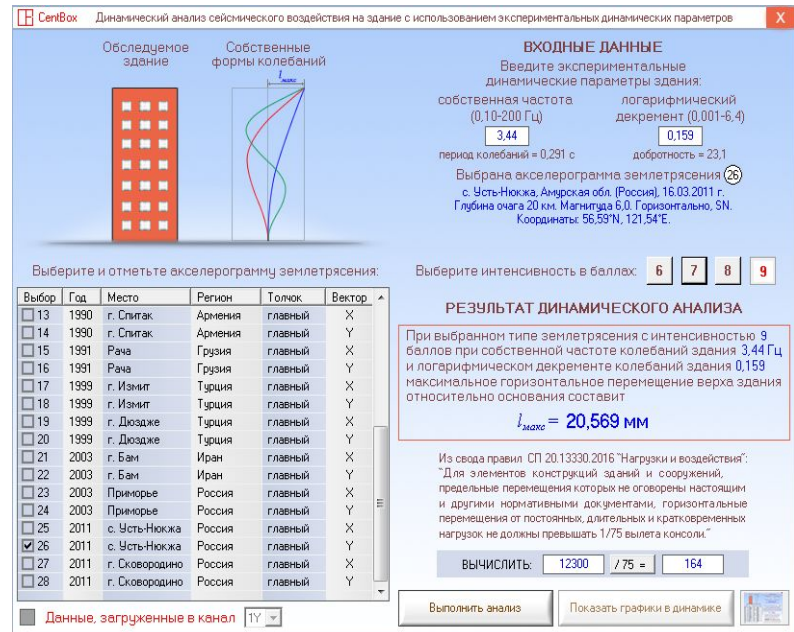 CentBox Динамический анализ сейсмического воздействия на здание с использованием экспериментальных динамических параметров X
Обследуемое
здание
Собственные
формы колебаний
lмакс
ВХОДНЫЕ ДАННЫЕ
Введите экспериментальные
динамические параметры здания:
собственная частота
(0,10-200 Гц)
3,44
период колебаний = 0,291 с
логарифмический
декремент (0,001-6,4)
0,159
добротность = 23,1
Выбрана акселерограмма землетрясения 26
с. Усть-Нюкжа, Амурская обл. (Россия), 16.03.2011 г.
Глубина очага 20 км. Магнитуда 6,0. Горизонтально, SN.
Координаты: 56,59°N, 121,54°E.
Выберите и отметьте акселерограмму землетрясения:
Выбор Год Место Регион Толчок Вектор
13 1990 г. Спитак Армения главный X
14 1990 г. Спитак Армения главный Y
15 1991 Рача Грузия главный X
16 1991 Рача Грузия главный Y
17 1999 г. Измит Турция главный X
18 1999 г. Измит Турция главный Y
19 1999 г. Дюздже Турция главный X
20 1999 г. Дюздже Турция главный Y
21 2003 г. Бам Иран главный X
22 2003 г. Бам Иран главный Y
23 2003 Приморье Россия главный X
24 2003 Приморье Россия главный Y
25 2011 с. Усть-Нюкжа Россия главный X
26 2011 с. Усть-Нюкжа Россия главный Y
27 2011 г. Сковородино Россия главный X
28 2011 г. Сковородино Россия главный Y
Данные, загруженные в канал 1Y
Выберите интенсивность в баллах: 6 7 8 9
РЕЗУЛЬТАТ ДИНАМИЧЕСКОГО АНАЛИЗА
При выбранном типе землетрясения с интенсивностью 9
баллов при собственной частоте колебаний здания 3,44 Гц
и логарифмическом декременте колебаний здания 0,159
максимальное горизонтальное перемещение верха здания
относительно основания составит
lмакс = 20,569 мм
Из свода правил СП 20.13330.2016 "Нагрузки и воздействия":
"Для элементов конструкций зданий и сооружений,
предельные перемещения которых не оговорены настоящим
и другими нормативными документами, горизонтальные
перемещения от постоянных, длительных и кратковременных
нагрузок не должны превышать 1/75 вылета консоли."
ВЫЧИСЛИТЬ: 12300 / 75 = 164
Выполнить анализ
Показать графики в динамике